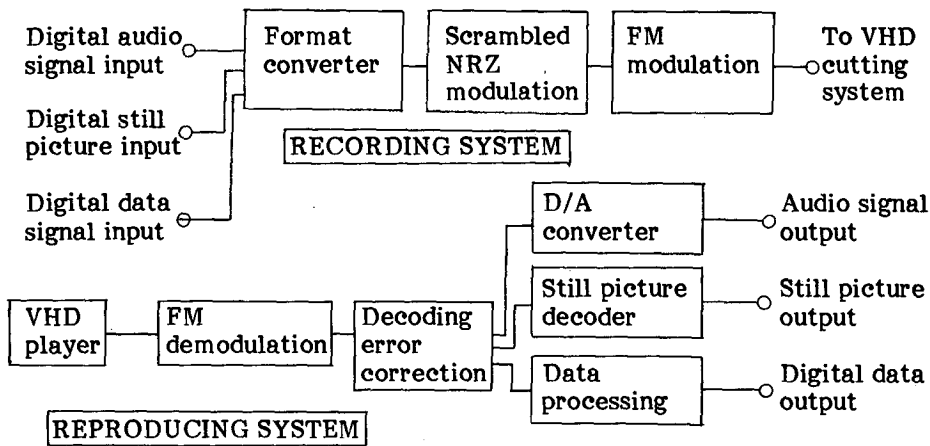 Digital audio
signal input
Format
converter
Scrambled
NRZ
modulation
FM
modulation
To VHD
cutting
system
Digital still
picture input
RECORDING SYSTEM
Digital data
signal input
D/A
converter
Audio signal
output
VHD
player
FM
demodulation
Decoding
error
correction
Still picture
decoder
Still picture
output
Data
processing
Digital data
output
REPRODUCING SYSTEM